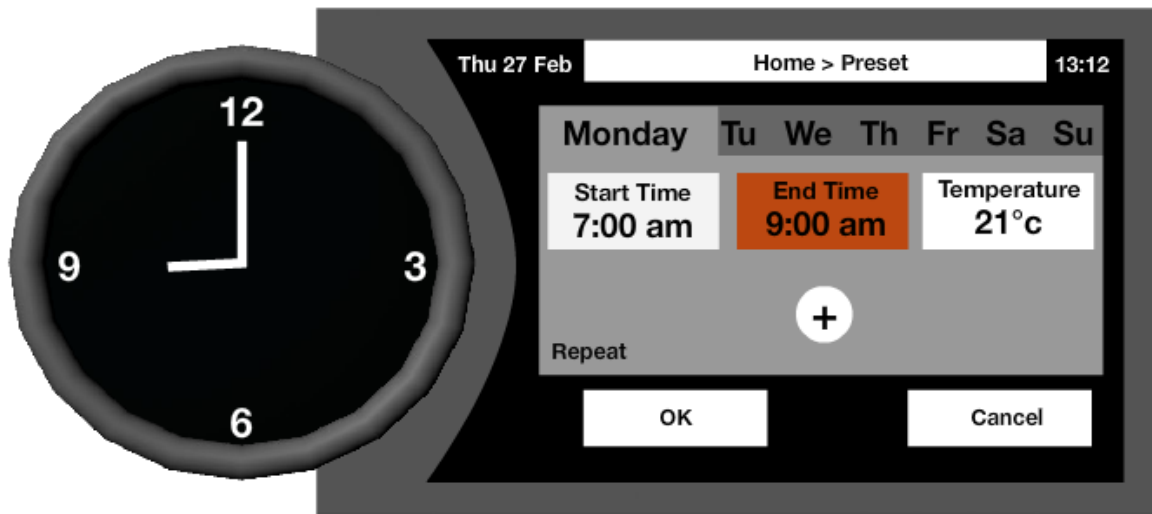 12
9
3
6
Thu 27 Feb Home > Preset 13:12
Monday Tu We Th Fr Sa Su
Start Time
7:00 am
End Time
9:00 am
Temperature
21°c
+
Repeat
OK Cancel